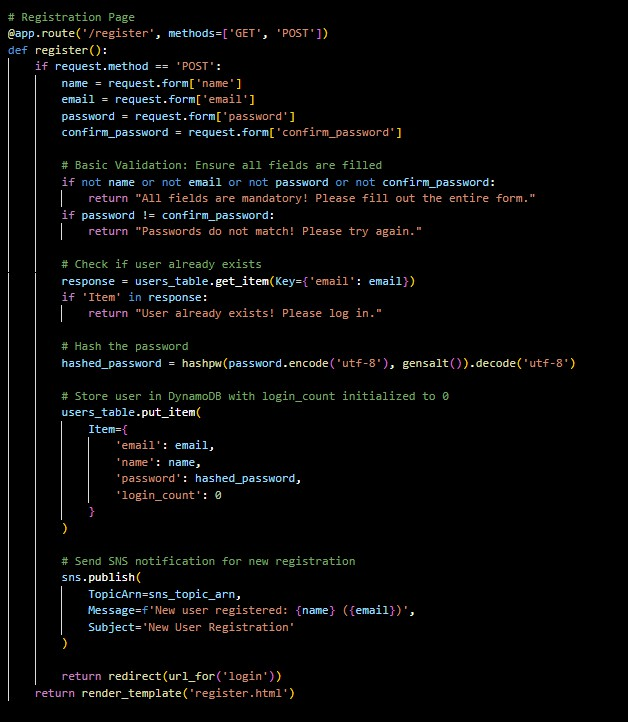 # Registration Page
@app.route('/register', methods=['GET', 'POST'])
def register():
    if request.method == 'POST':
        name = request.form['name']
        email = request.form['email']
        password = request.form['password']
        confirm_password = request.form['confirm_password']

        # Basic Validation: Ensure all fields are filled
        if not name or not email or not password or not confirm_password:
            return "All fields are mandatory! Please fill out the entire form."
        if password != confirm_password:
            return "Passwords do not match! Please try again."

        # Check if user already exists
        response = users_table.get_item(Key={'email': email})
        if 'Item' in response:
            return "User already exists! Please log in."

        # Hash the password
        hashed_password = hashpw(password.encode('utf-8'), gensalt()).decode('utf-8')

        # Store user in DynamoDB with login_count initialized to 0
        users_table.put_item(
            Item={
                'email': email,
                'name': name,
                'password': hashed_password,
                'login_count': 0
            }
        )

        # Send SNS notification for new registration
        sns.publish(
            TopicArn=sns_topic_arn,
            Message=f'New user registered: {name} ({email})',
            Subject='New User Registration'
        )

        return redirect(url_for('login'))
    return render_template('register.html')